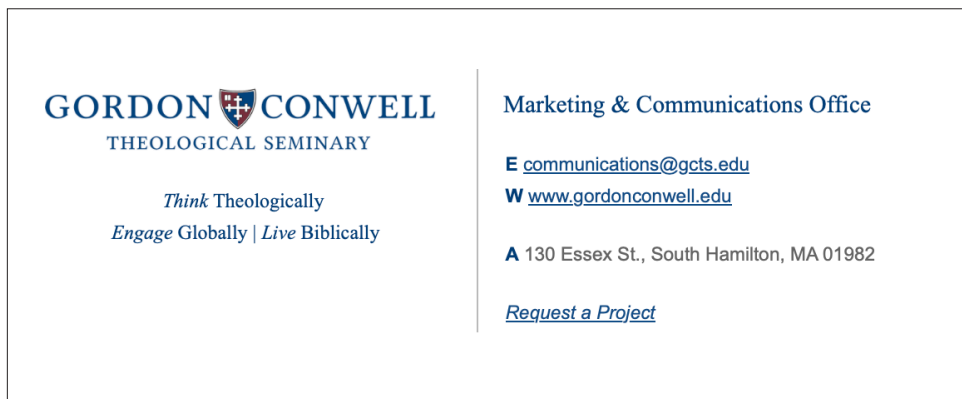 GORDON CONWELL
THEOLOGICAL SEMINARY
Think Theologically
Engage Globally | Live Biblically
Marketing & Communications Office
E communications@gcts.edu
W www.gordonconwell.edu
A 130 Essex St., South Hamilton, MA 01982
Request a Project